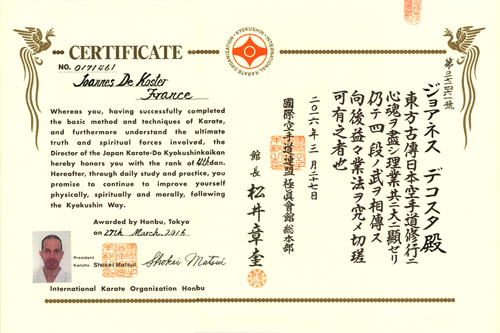 KYOKUSHIN • INTERNATIONAL KARATE ORGANIZATION •
CERTIFICATE
NO. 0171461
Joannes De Koster
France
Whereas you, having successfully completed
the basic method and techniques of Karate,
and furthermore understand the ultimate
truth and spiritual forces involved, the
Director of the Japan Karate-Do Kyokushinkaikan
hereby honors you with the rank of 4th dan.
Hereafter, through daily study and practice, you
promise to continue to improve yourself
physically, spiritually and morally, following
the Kyokushin Way.
Awarded by Honbu, Tokyo
on 27th March, 2016
President
Kancho Shokei Matsui
Shokei Matsui
International Karate Organization Honbu
ジョアネス デコスタ 殿
東方古傳日本空手道修行ニ
心魂ヲ盡シ理業共ニ大ニ顕ゼリ
仍テ四段ノ武ヲ相傳ス
向後益々業法ヲ究メ切瑳
可有之者也
二〇一六年 三月二十七日
國際空手道連盟 極眞會館 総本部
館長 松井章圭